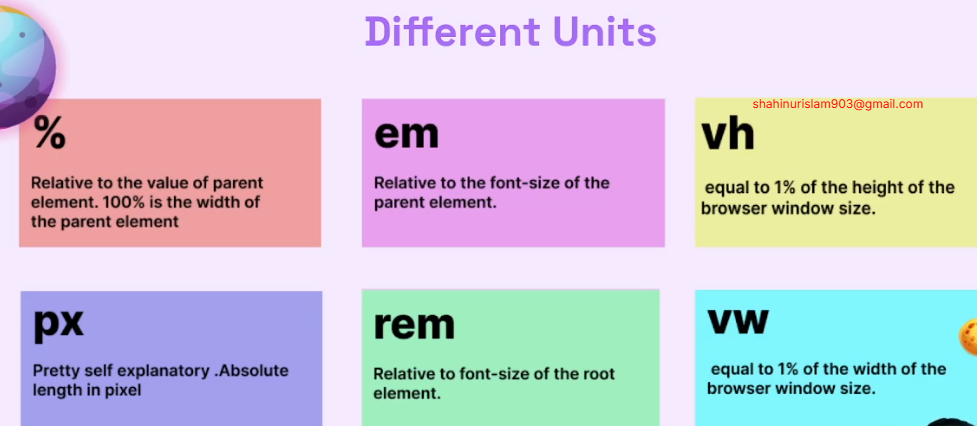 Different Units
%
Relative to the value of parent
element. 100% is the width of
the parent element
em
Relative to the font-size of the
parent element.
shahinurislam903@gmail.com
vh
equal to 1% of the height of the
browser window size.
px
Pretty self explanatory .Absolute
length in pixel
rem
Relative to font-size of the root
element.
vw
equal to 1% of the width of the
browser window size.